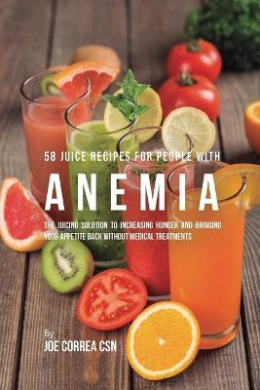 58 JUICE RECIPES FOR PEOPLE WITH
ANEMIA
THE JUICING SOLUTION TO INCREASING HUNGER AND BRINGING
YOUR APPETITE BACK WITHOUT MEDICAL TREATMENTS
By
JOE CORREA CSN